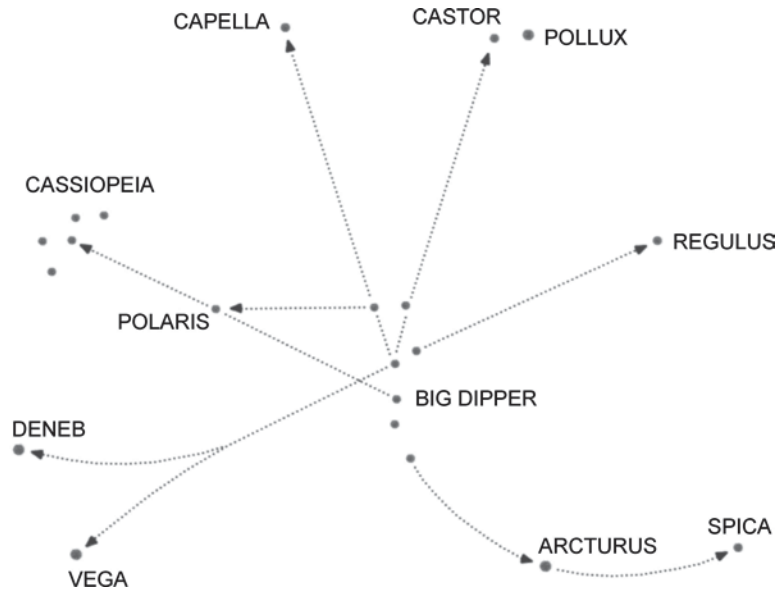 CAPELLA
CASTOR
POLLUX
CASSIOPEIA
REGULUS
POLARIS
BIG DIPPER
DENEB
SPICA
ARCTURUS
VEGA